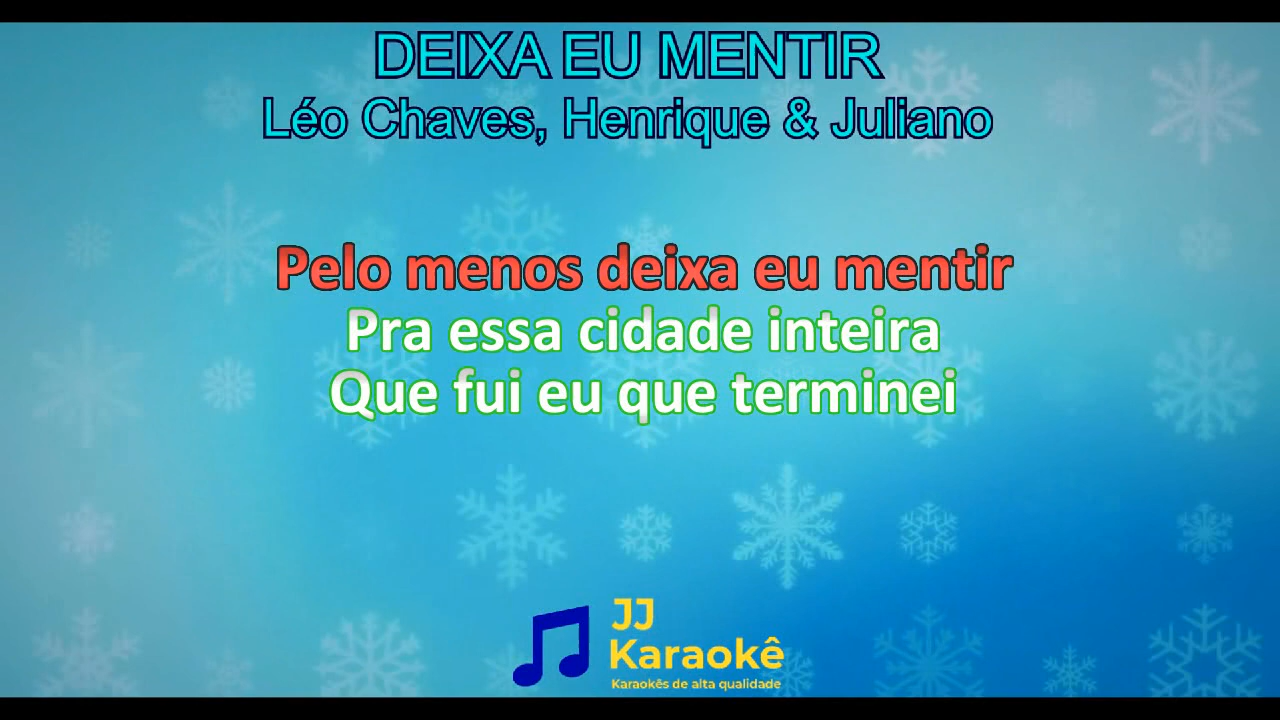 DEIXA EU MENTIR
Léo Chaves, Henrique & Juliano
Pelo menos deixa eu mentir
Pra essa cidade inteira
Que fui eu que terminei
JJ
Karaokê
Karaokês de alta qualidade